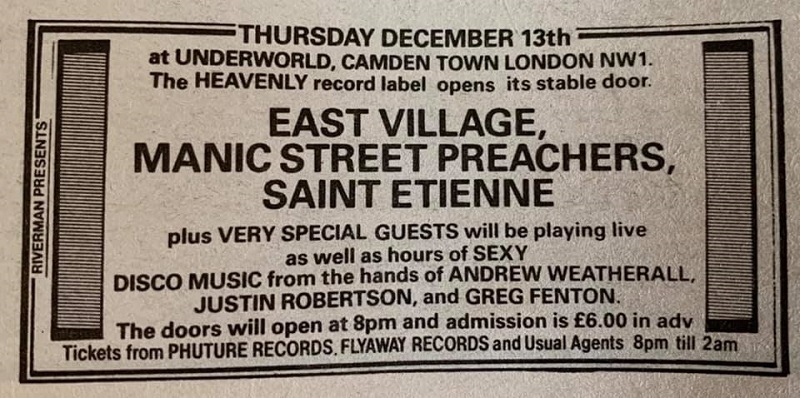 THURSDAY DECEMBER 13th
at UNDERWORLD, CAMDEN TOWN LONDON NW1.
The HEAVENLY record label opens its stable door.
EAST VILLAGE,
MANIC STREET PREACHERS,
SAINT ETIENNE
plus VERY SPECIAL GUESTS will be playing live
as well as hours of SEXY
DISCO MUSIC from the hands of ANDREW WEATHERALL,
JUSTIN ROBERTSON, and GREG FENTON.
The doors will open at 8pm and admission is £6.00 in adv
Tickets from PHUTURE RECORDS, FLYAWAY RECORDS and Usual Agents 8pm till 2am
RIVERMAN PRESENTS